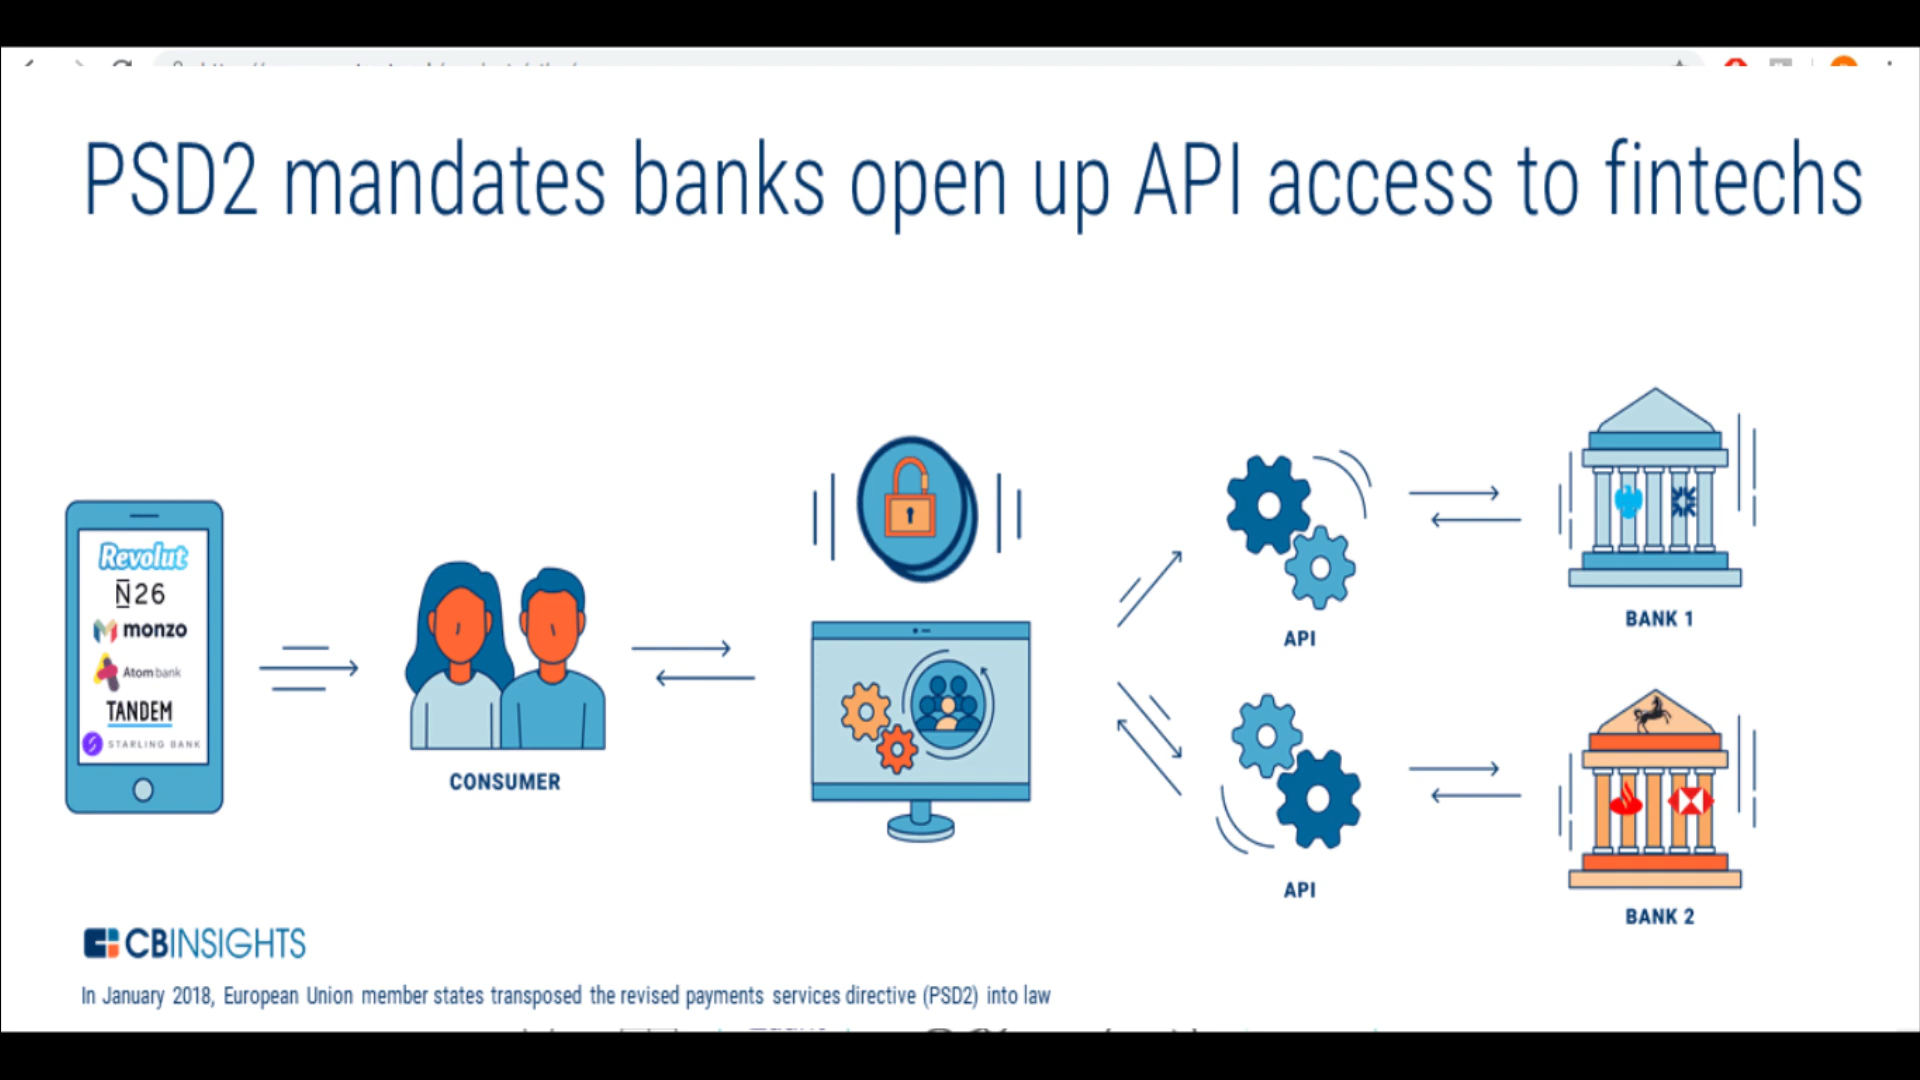 PSD2 mandates banks open up API access to fintechs
Revolut
N26
monzo
Atom bank
TANDEM
STARLING BANK
CONSUMER
API
BANK 1
API
BANK 2
CBINSIGHTS
In January 2018, European Union member states transposed the revised payments services directive (PSD2) into law